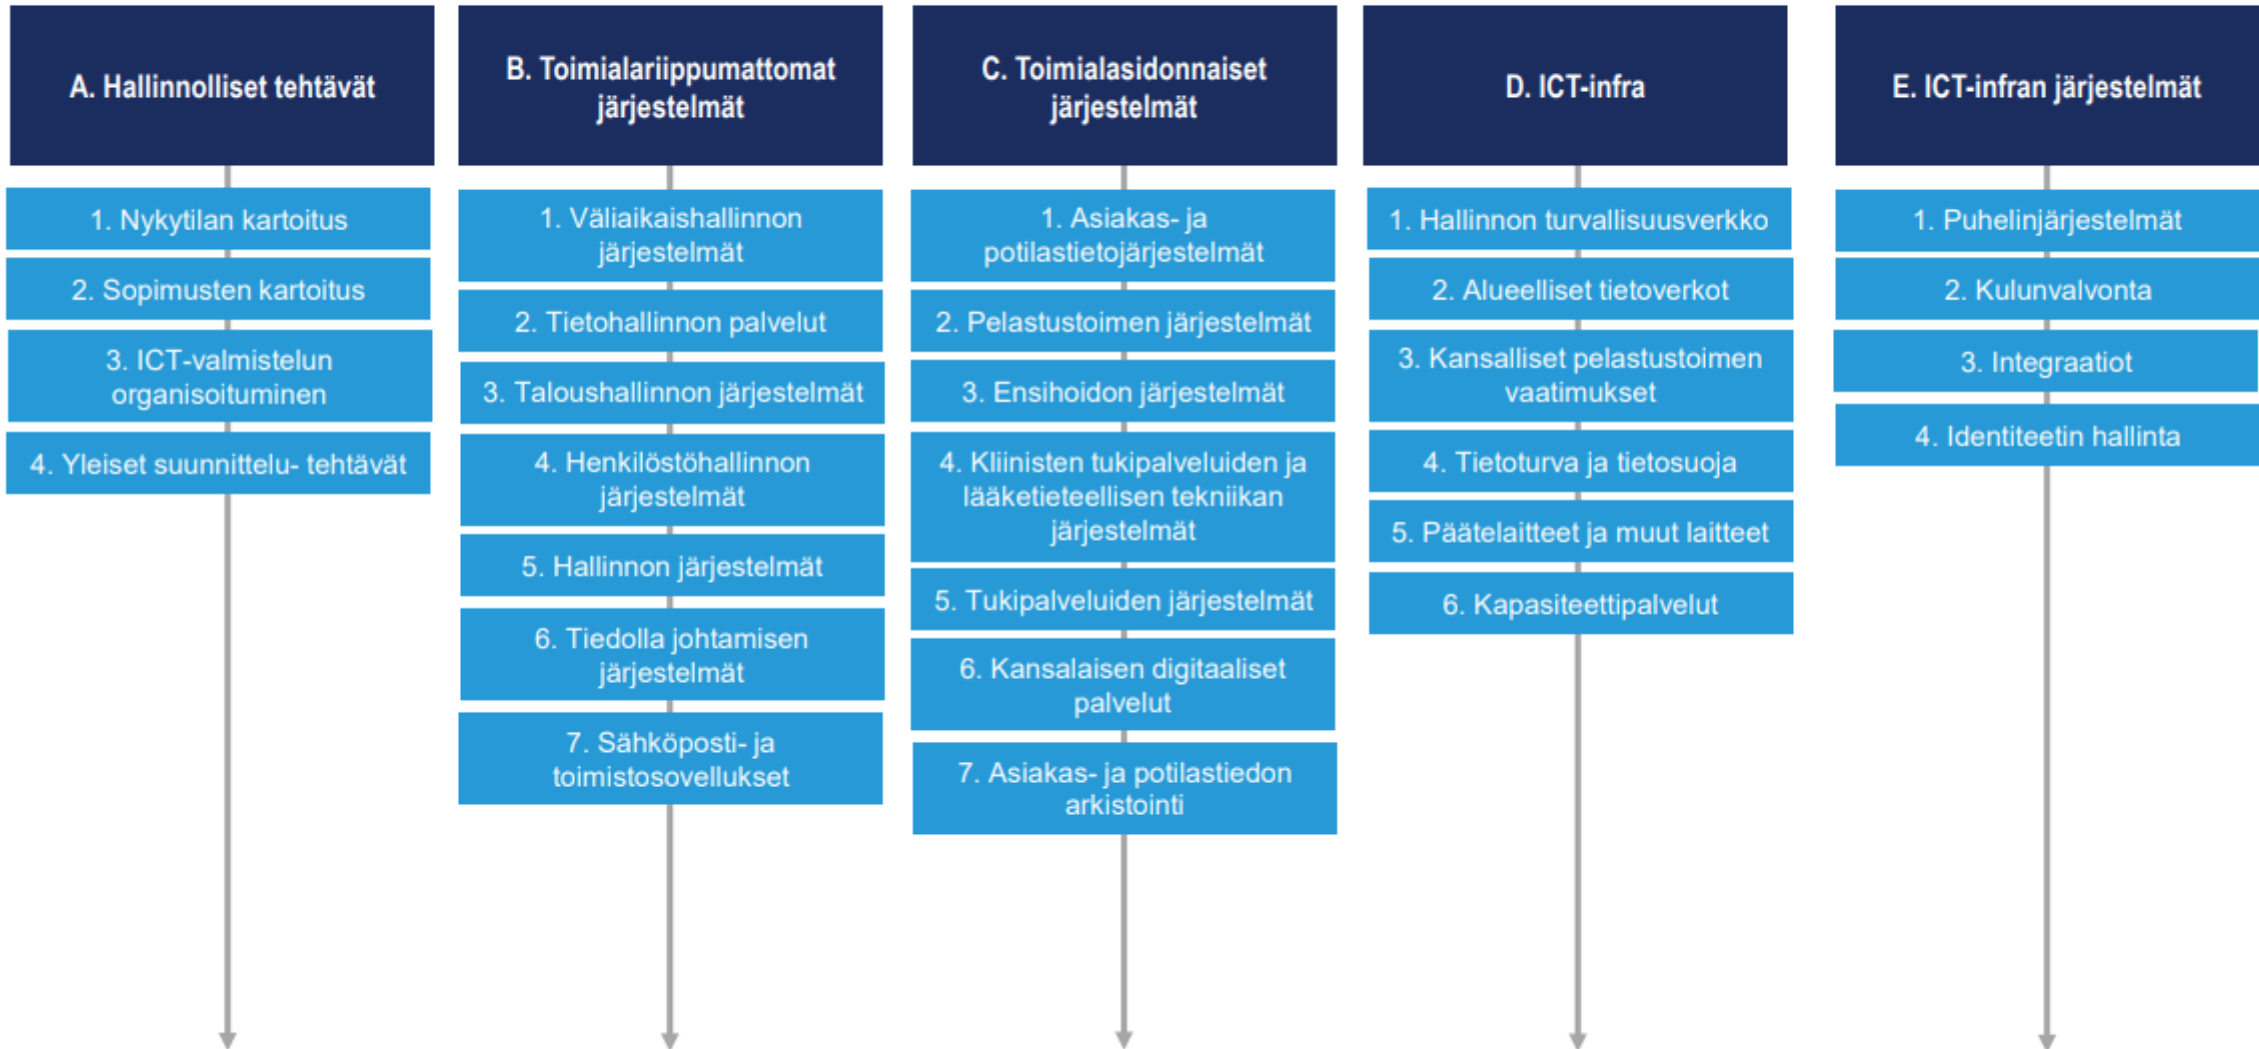 A. Hallinnolliset tehtävät
1. Nykytilan kartoitus
2. Sopimusten kartoitus
3. ICT-valmistelun
organisoituminen
4. Yleiset suunnittelu- tehtävät
B. Toimialariippumattomat
järjestelmät
1. Väliaikaishallinnon
järjestelmät
2. Tietohallinnon palvelut
3. Taloushallinnon järjestelmät
4. Henkilöstöhallinnon
järjestelmät
5. Hallinnon järjestelmät
6. Tiedolla johtamisen
järjestelmät
7. Sähköposti- ja
toimistosovellukset
C. Toimialasidonnaiset
järjestelmät
1. Asiakas- ja
potilastietojärjestelmät
2. Pelastustoimen järjestelmät
3. Ensihoidon järjestelmät
4. Kliinisten tukipalveluiden ja
lääketieteellisen tekniikan
järjestelmät
5. Tukipalveluiden järjestelmät
6. Kansalaisen digitaaliset
palvelut
7. Asiakas- ja potilastiedon
arkistointi
D. ICT-infra
1. Hallinnon turvallisuusverkko
2. Alueelliset tietoverkot
3. Kansalliset pelastustoimen
vaatimukset
4. Tietoturva ja tietosuoja
5. Päätelaitteet ja muut laitteet
6. Kapasiteettipalvelut
E. ICT-infran järjestelmät
1. Puhelinjärjestelmät
2. Kulunvalvonta
3. Integraatiot
4. Identiteetin hallinta